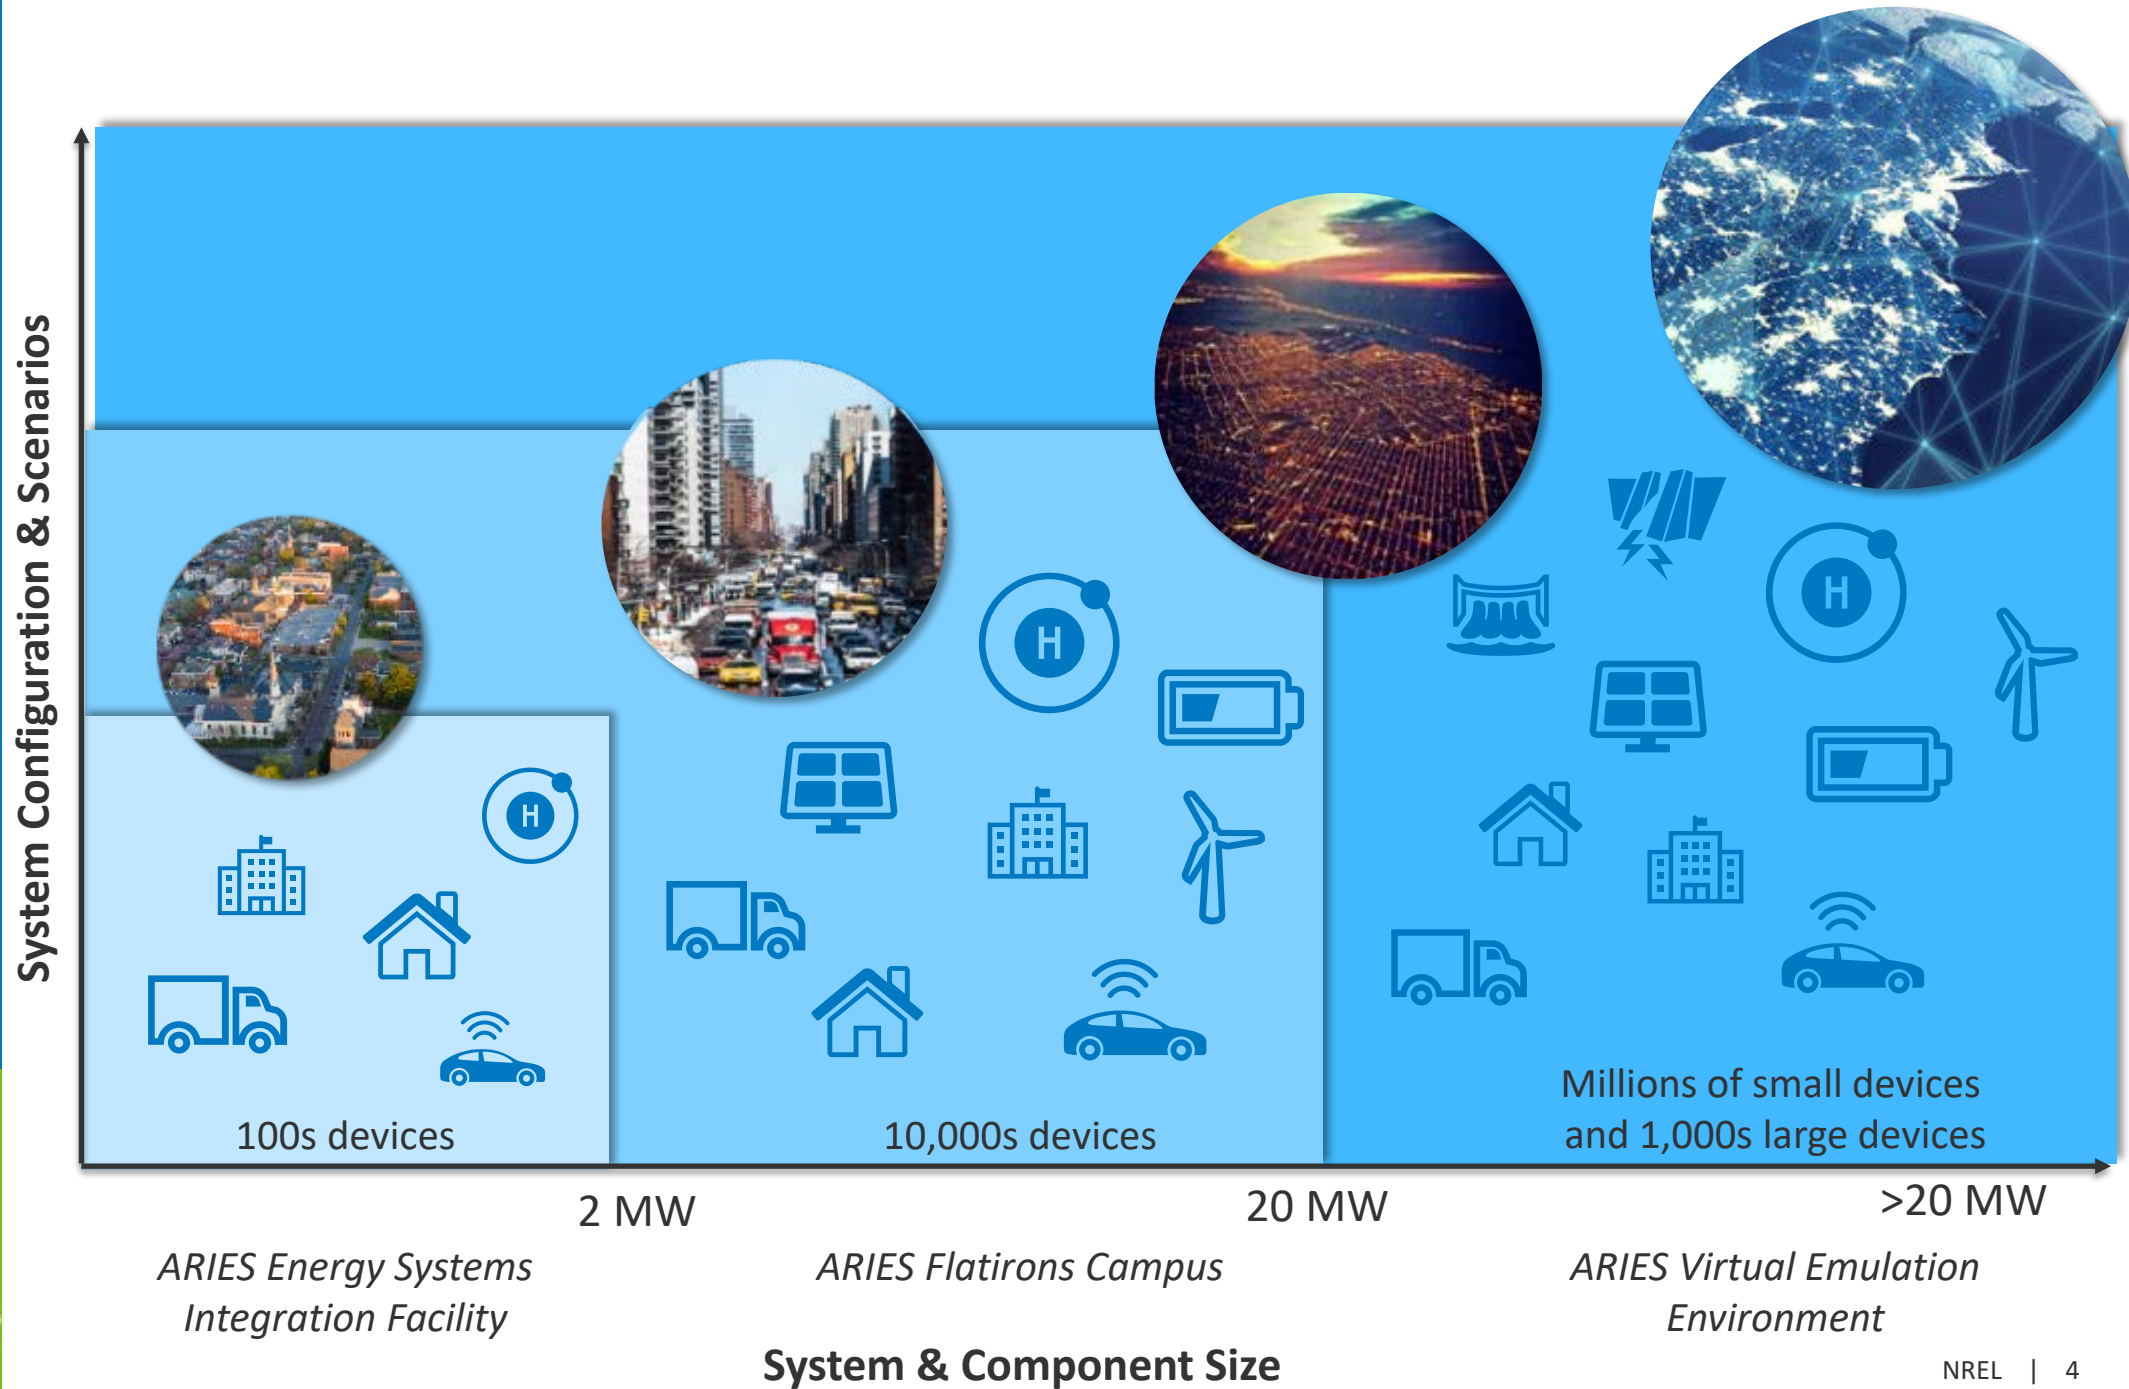 System Configuration & Scenarios
H
H
H
100s devices
10,000s devices
Millions of small devices
and 1,000s large devices
2 MW
20 MW
>20 MW
ARIES Energy Systems
Integration Facility
ARIES Flatirons Campus
ARIES Virtual Emulation
Environment
System & Component Size
NREL | 4